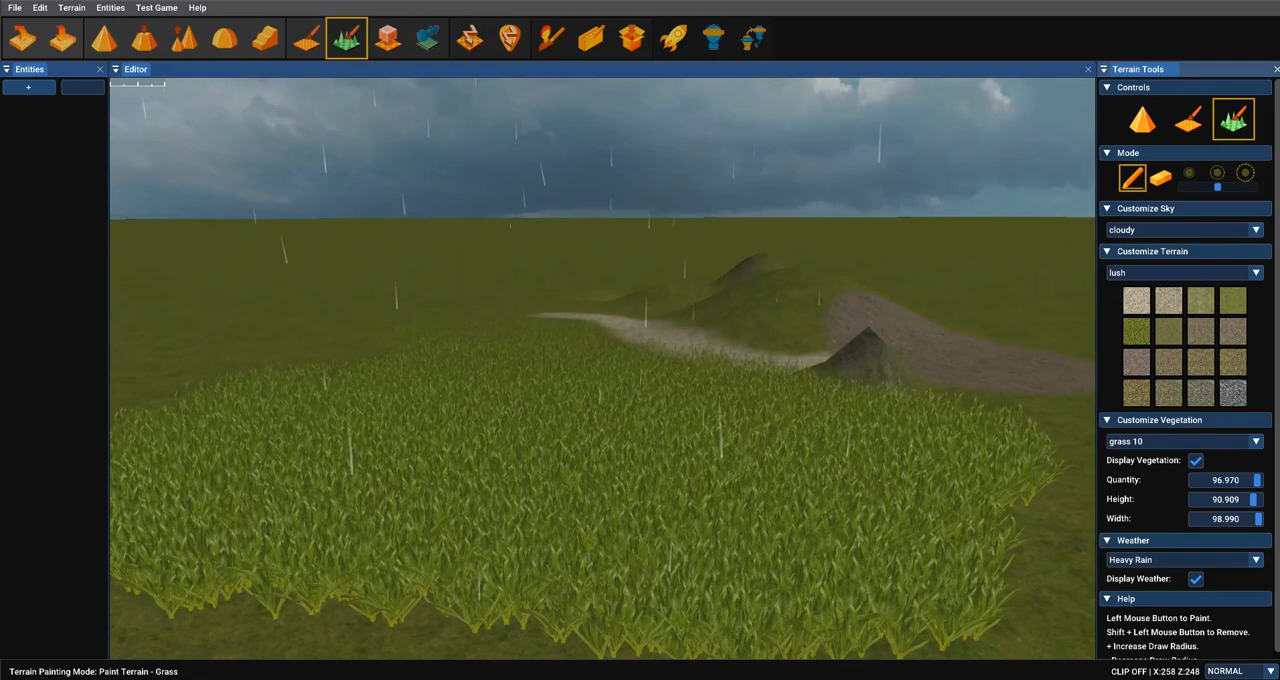 File Edit Terrain Entities Test Game Help
Entities
+
Editor
Terrain Tools
Controls
Mode
Customize Sky
cloudy
Customize Terrain
lush
Customize Vegetation
grass 10
Display Vegetation:
Quantity: 96.970
Height: 90.909
Width: 98.990
Weather
Heavy Rain
Display Weather:
Help
Left Mouse Button to Paint.
Shift + Left Mouse Button to Remove.
+ Increase Draw Radius.
Terrain Painting Mode: Paint Terrain - Grass
CLIP OFF | X:258 Z:248 NORMAL